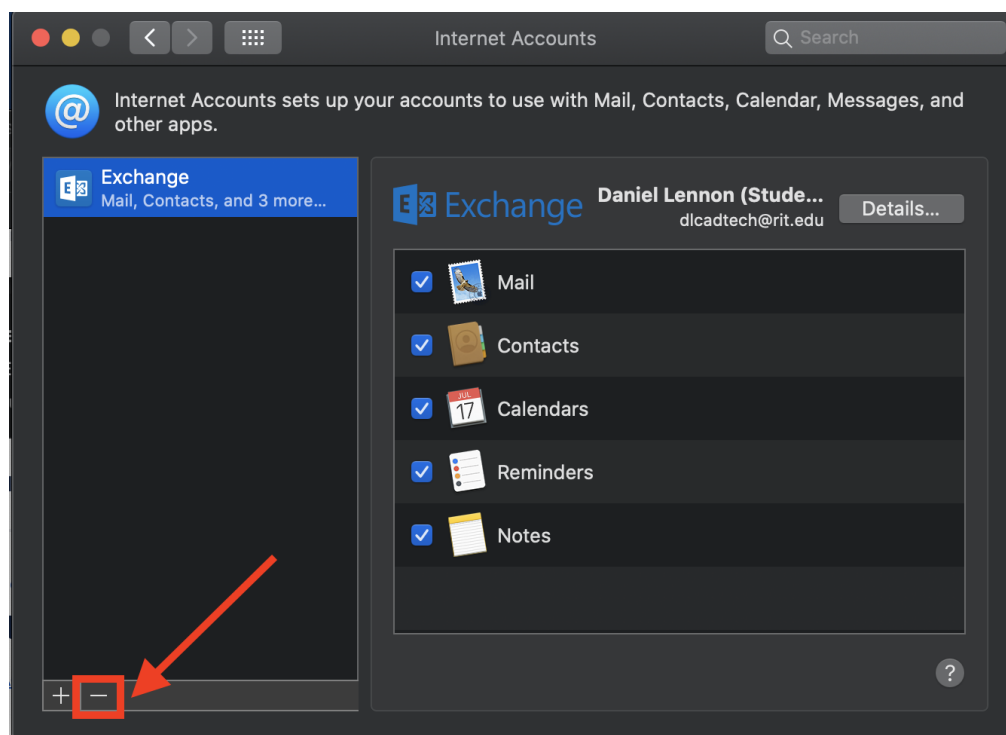 Internet Accounts
Search
Internet Accounts sets up your accounts to use with Mail, Contacts, Calendar, Messages, and
other apps.
Exchange
Mail, Contacts, and 3 more...
E Exchange
Daniel Lennon (Stude...
dlcadtech@rit.edu
Details...
Mail
Contacts
JUL
17
Calendars
Reminders
Notes
+ −
?